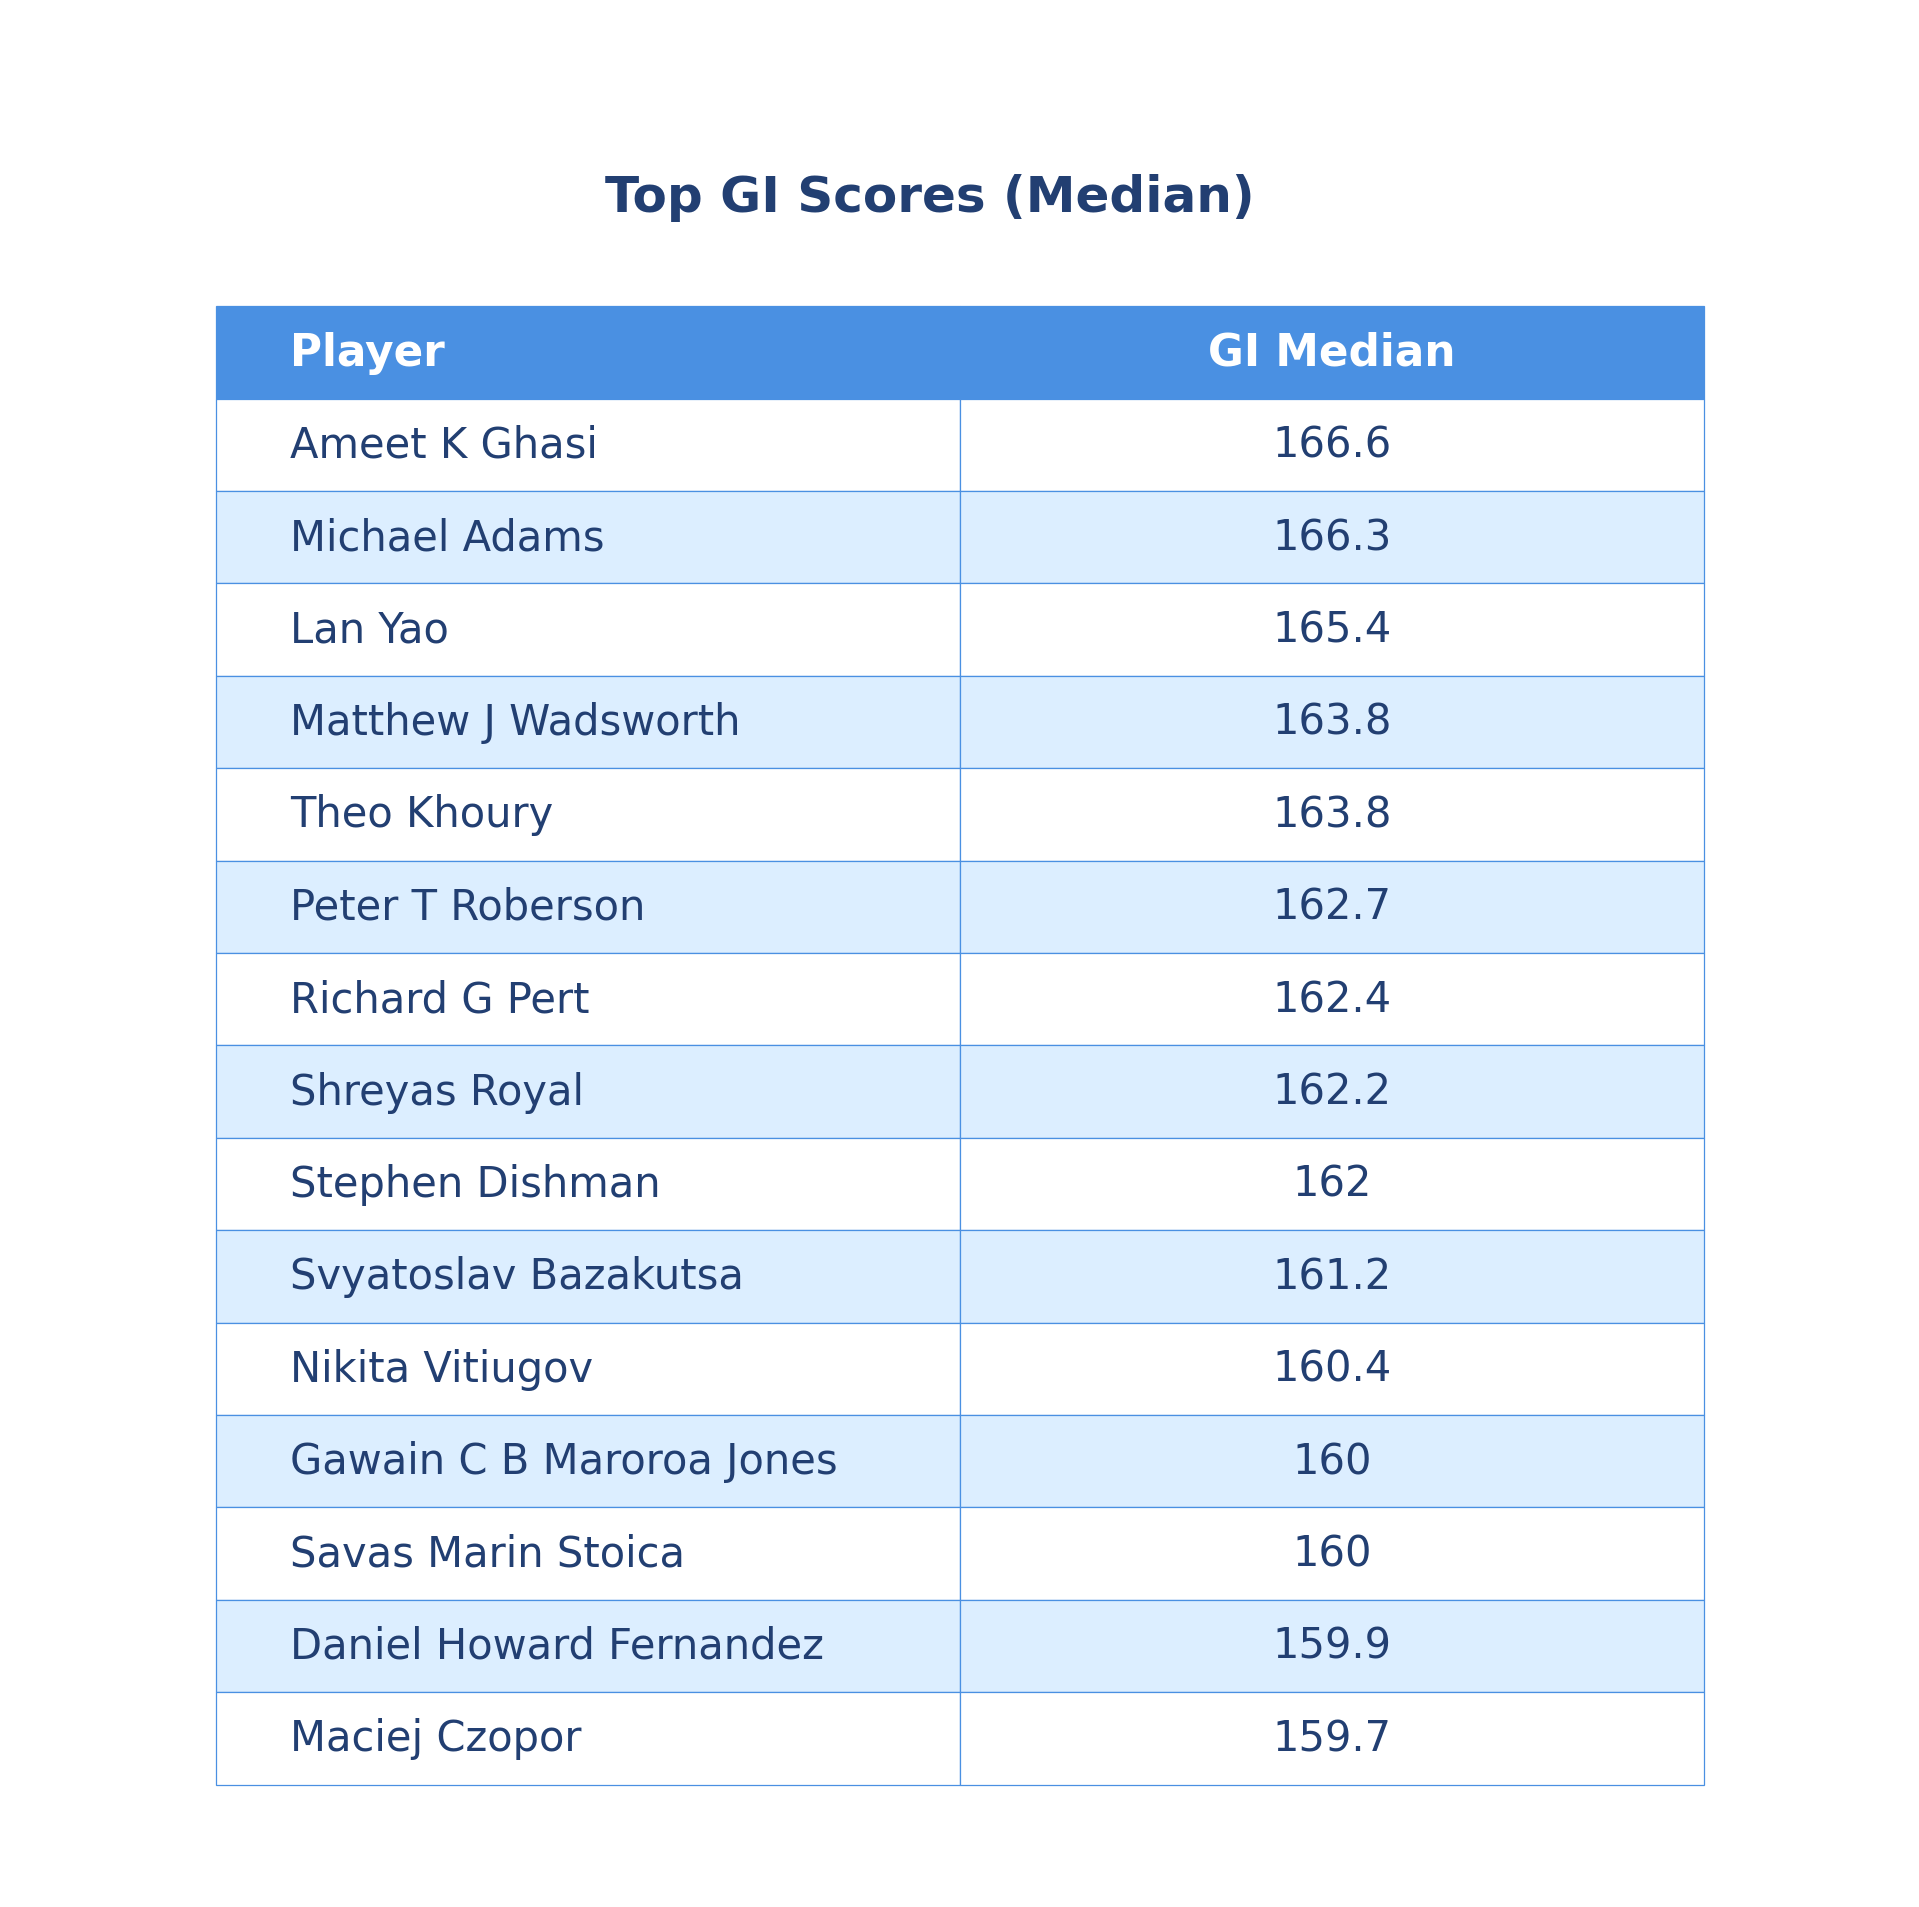 Top GI Scores (Median)
Player GI Median
Ameet K Ghasi 166.6
Michael Adams 166.3
Lan Yao 165.4
Matthew J Wadsworth 163.8
Theo Khoury 163.8
Peter T Roberson 162.7
Richard G Pert 162.4
Shreyas Royal 162.2
Stephen Dishman 162
Svyatoslav Bazakutsa 161.2
Nikita Vitiugov 160.4
Gawain C B Maroroa Jones 160
Savas Marin Stoica 160
Daniel Howard Fernandez 159.9
Maciej Czopor 159.7